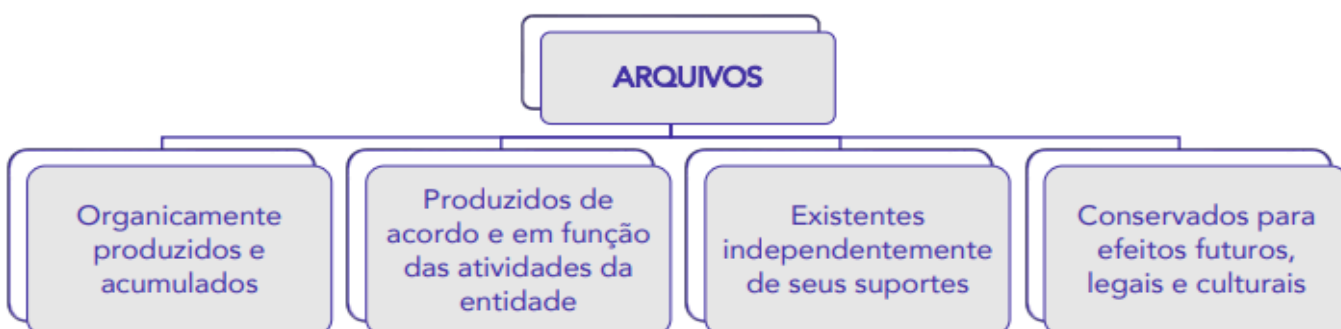 ARQUIVOS
Organicamente
produzidos e
acumulados
Produzidos de
acordo e em função
das atividades da
entidade
Existentes
independentemente
de seus suportes
Conservados para
efeitos futuros,
legais e culturais